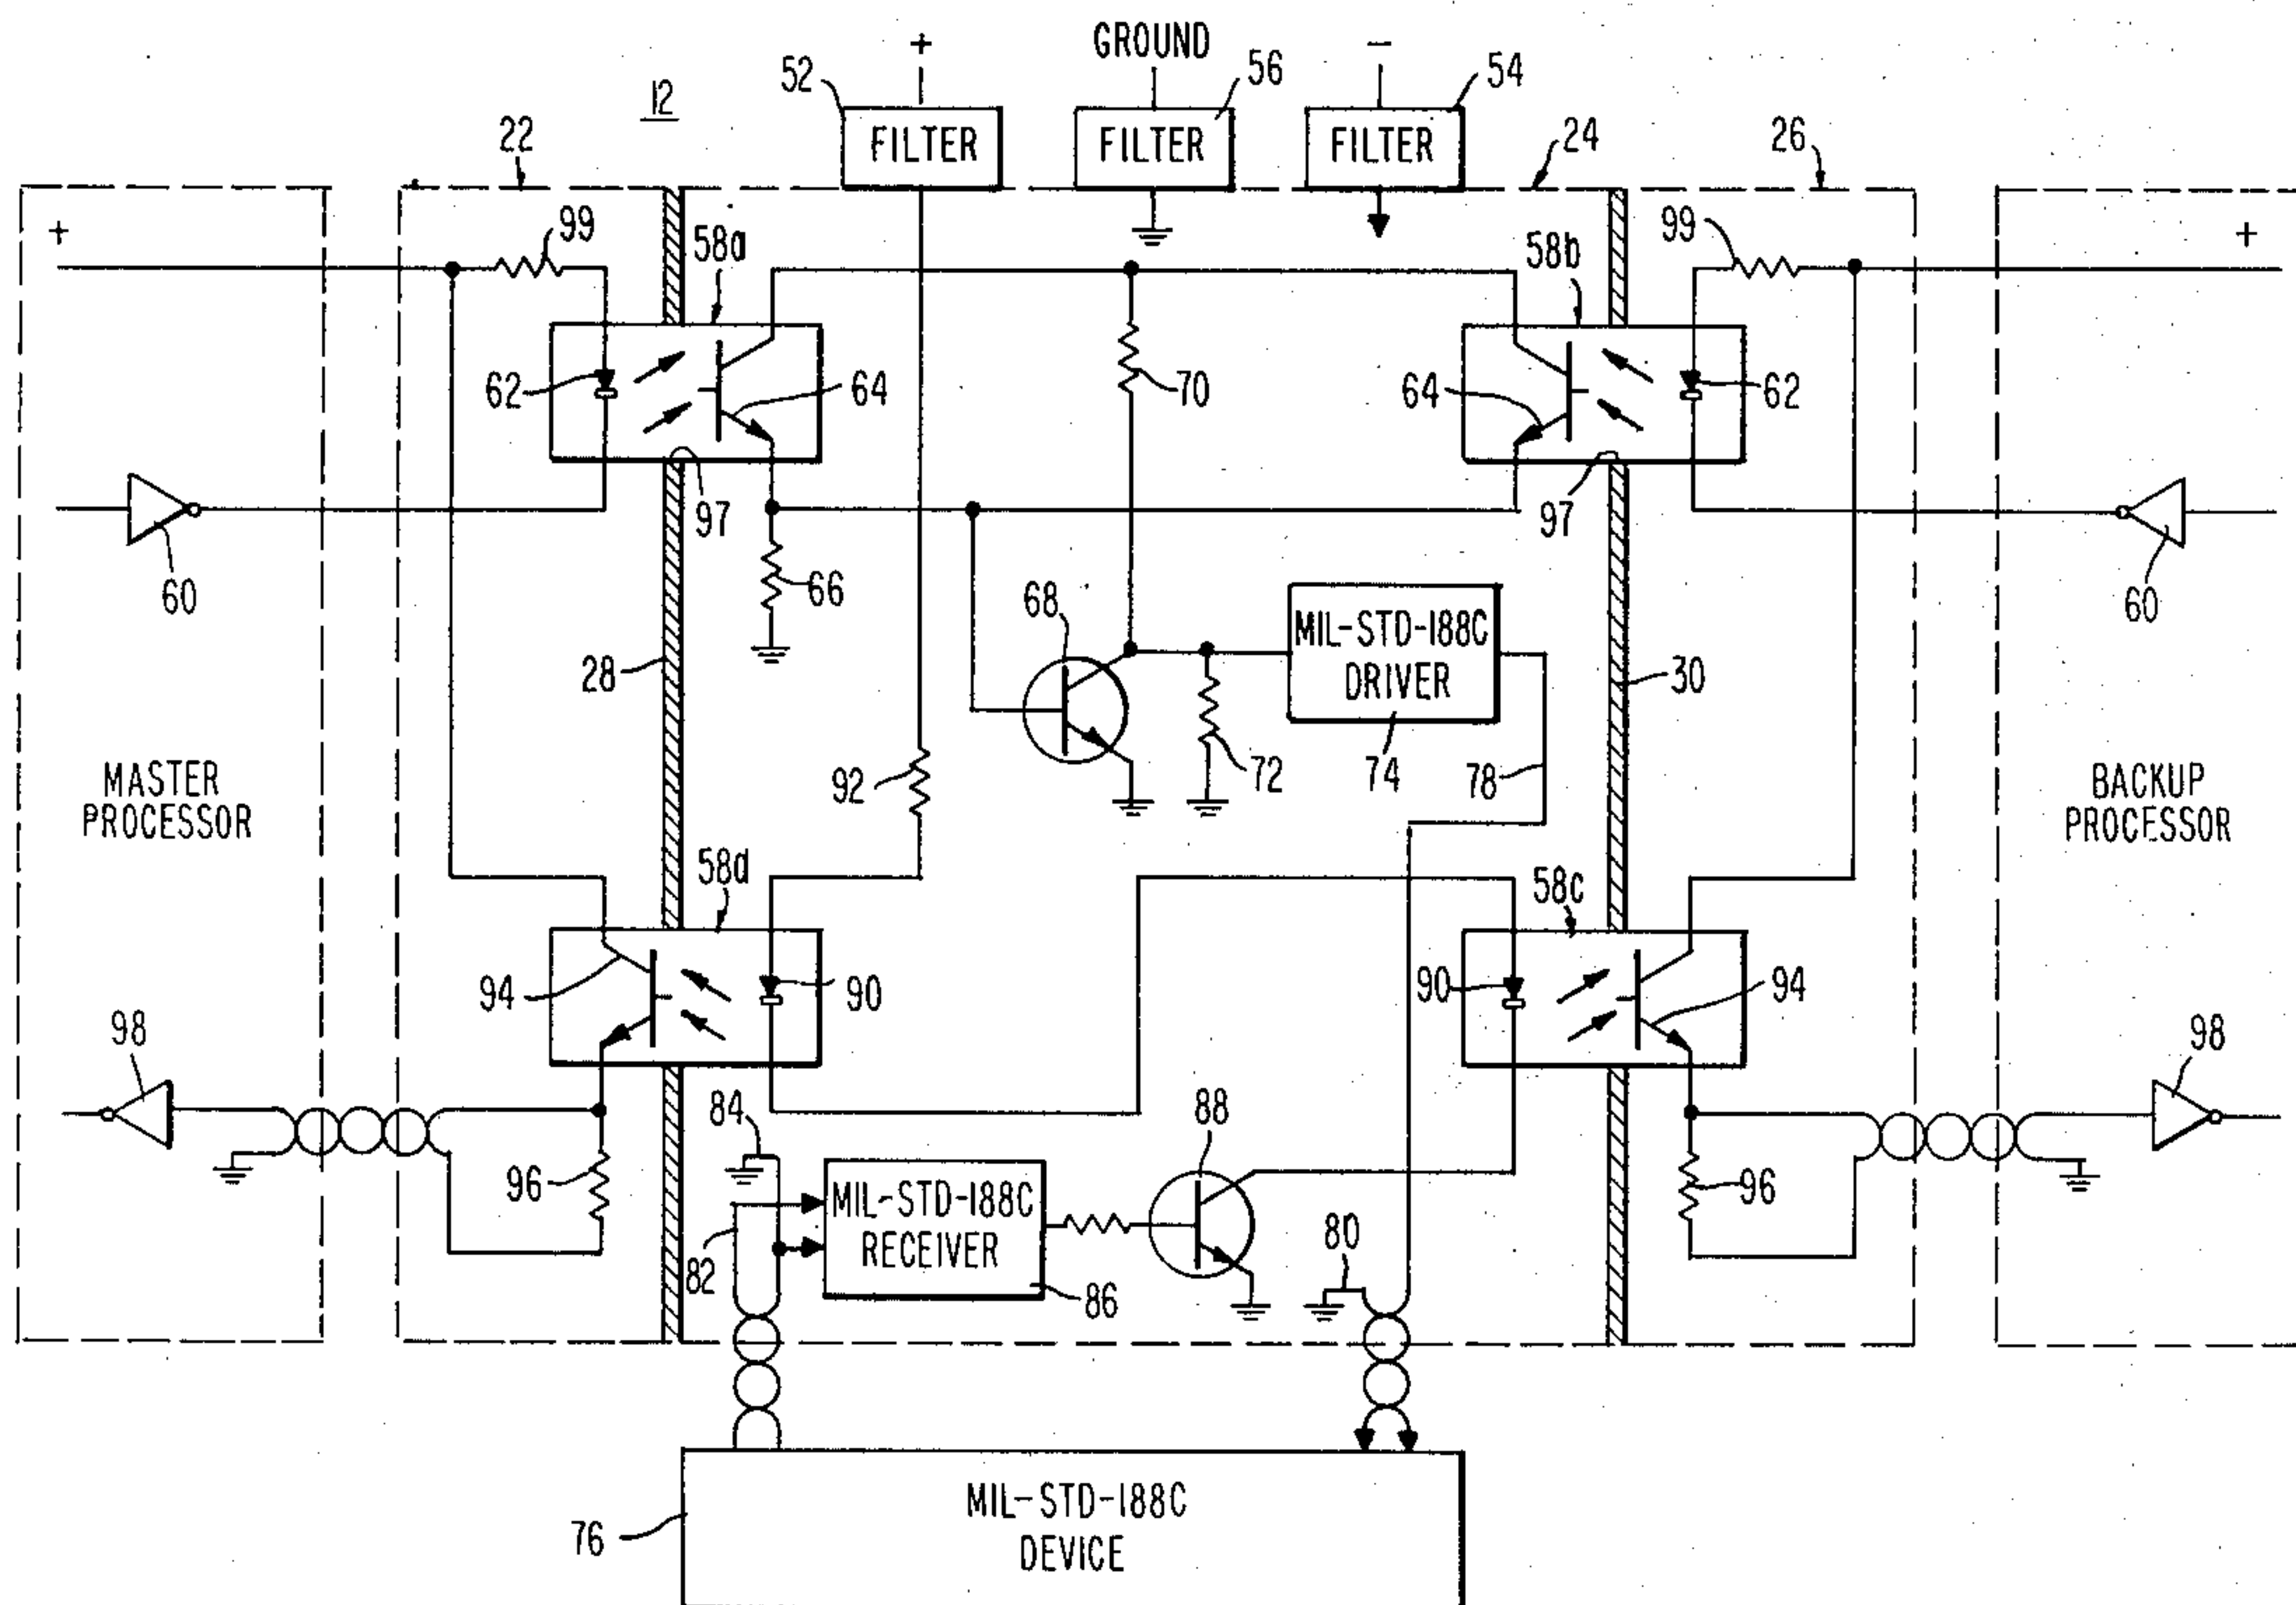 + GROUND −
12 52 56 54
FILTER FILTER FILTER
22 24 26
+ 99 58a 58b 99 +
62 64 70 64 62
97 97
60 66 60
68 MIL-STD-188C
DRIVER
28 30
92 72 74 78
MASTER
PROCESSOR
BACKUP
PROCESSOR
58d 58c
94 90 90 94
98 84 88 98
96 MIL-STD-188C
RECEIVER
80 96
82 86
MIL-STD-188C
DEVICE
76